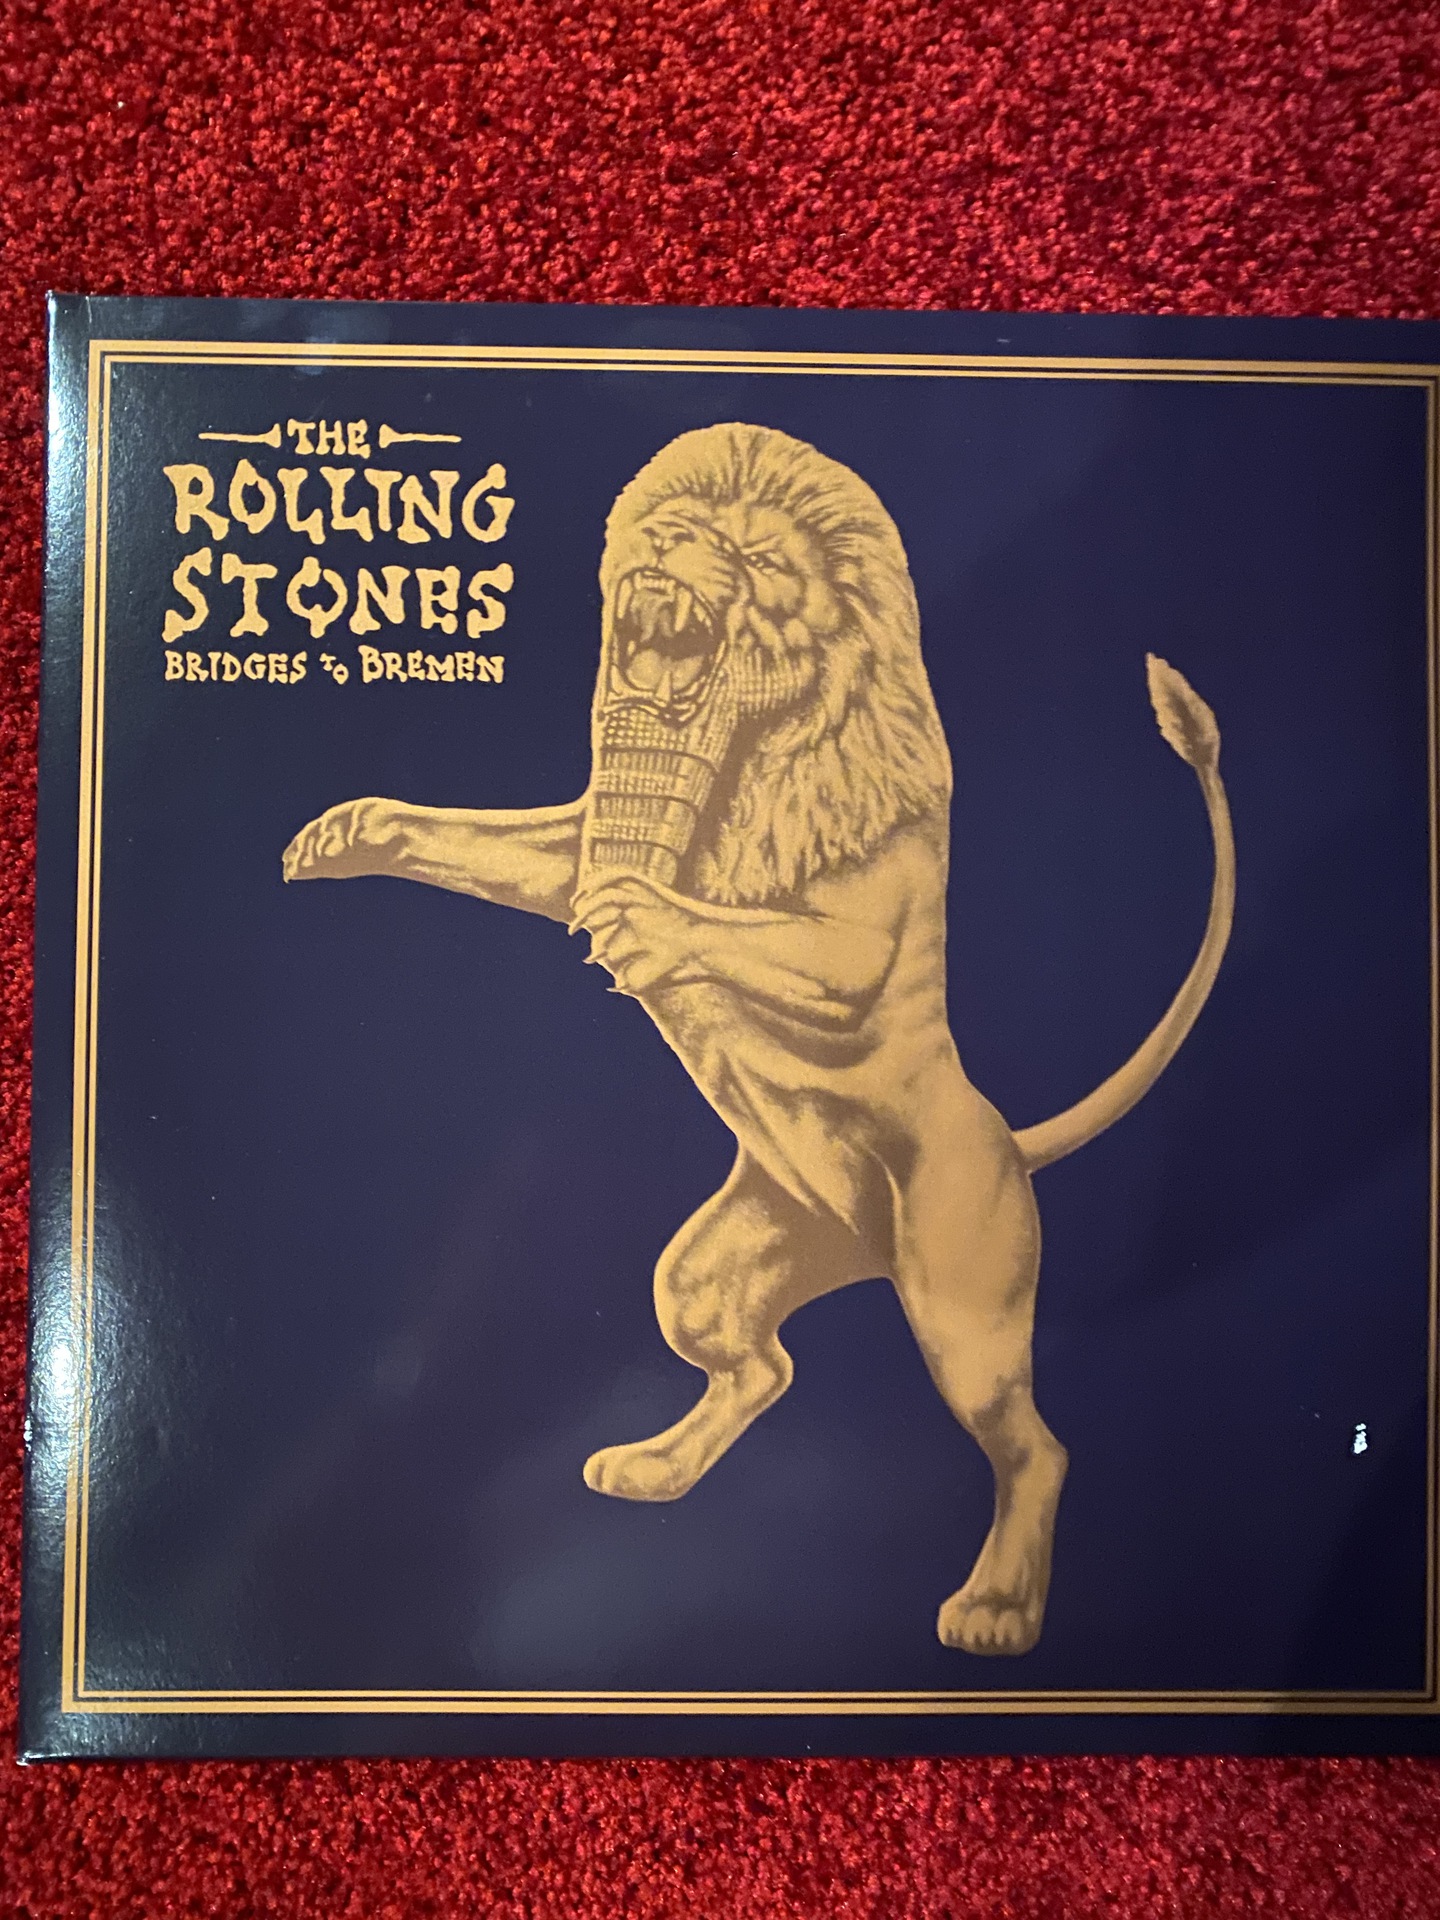 THE
ROLLING
STONES
BRIDGES TO BREMEN